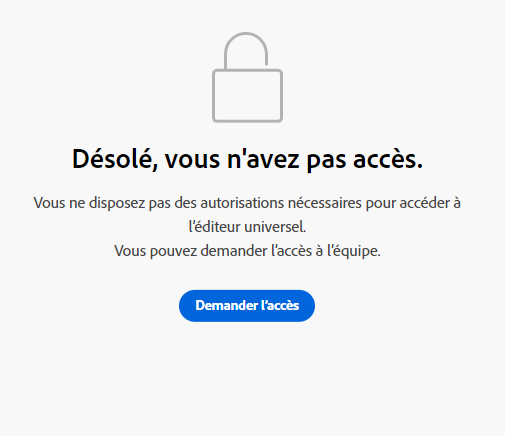 Désolé, vous n'avez pas accès.
Vous ne disposez pas des autorisations nécessaires pour accéder à
l’éditeur universel.
Vous pouvez demander l’accès à l’équipe.
Demander l’accès